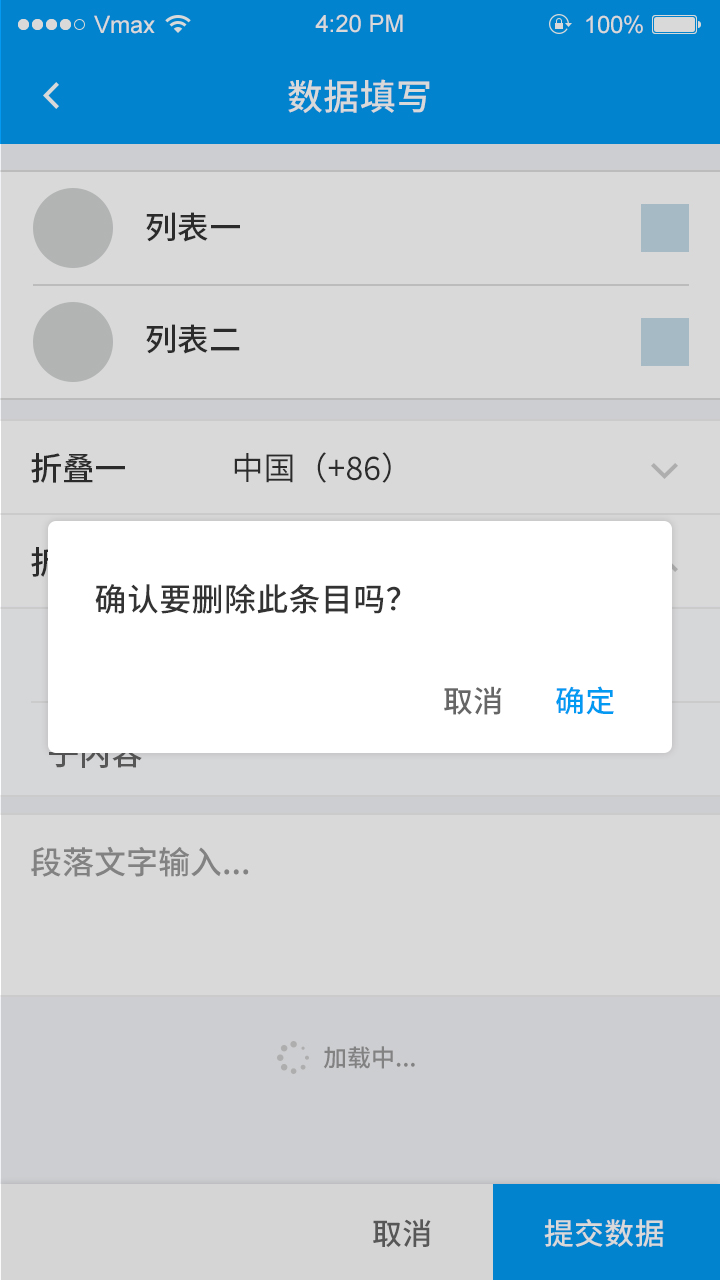 Vmax 4:20 PM 100%
数据填写
列表一
列表二
折叠一 中国（+86）
确认要删除此条目吗？
取消 确定
段落文字输入...
加载中...
取消 提交数据